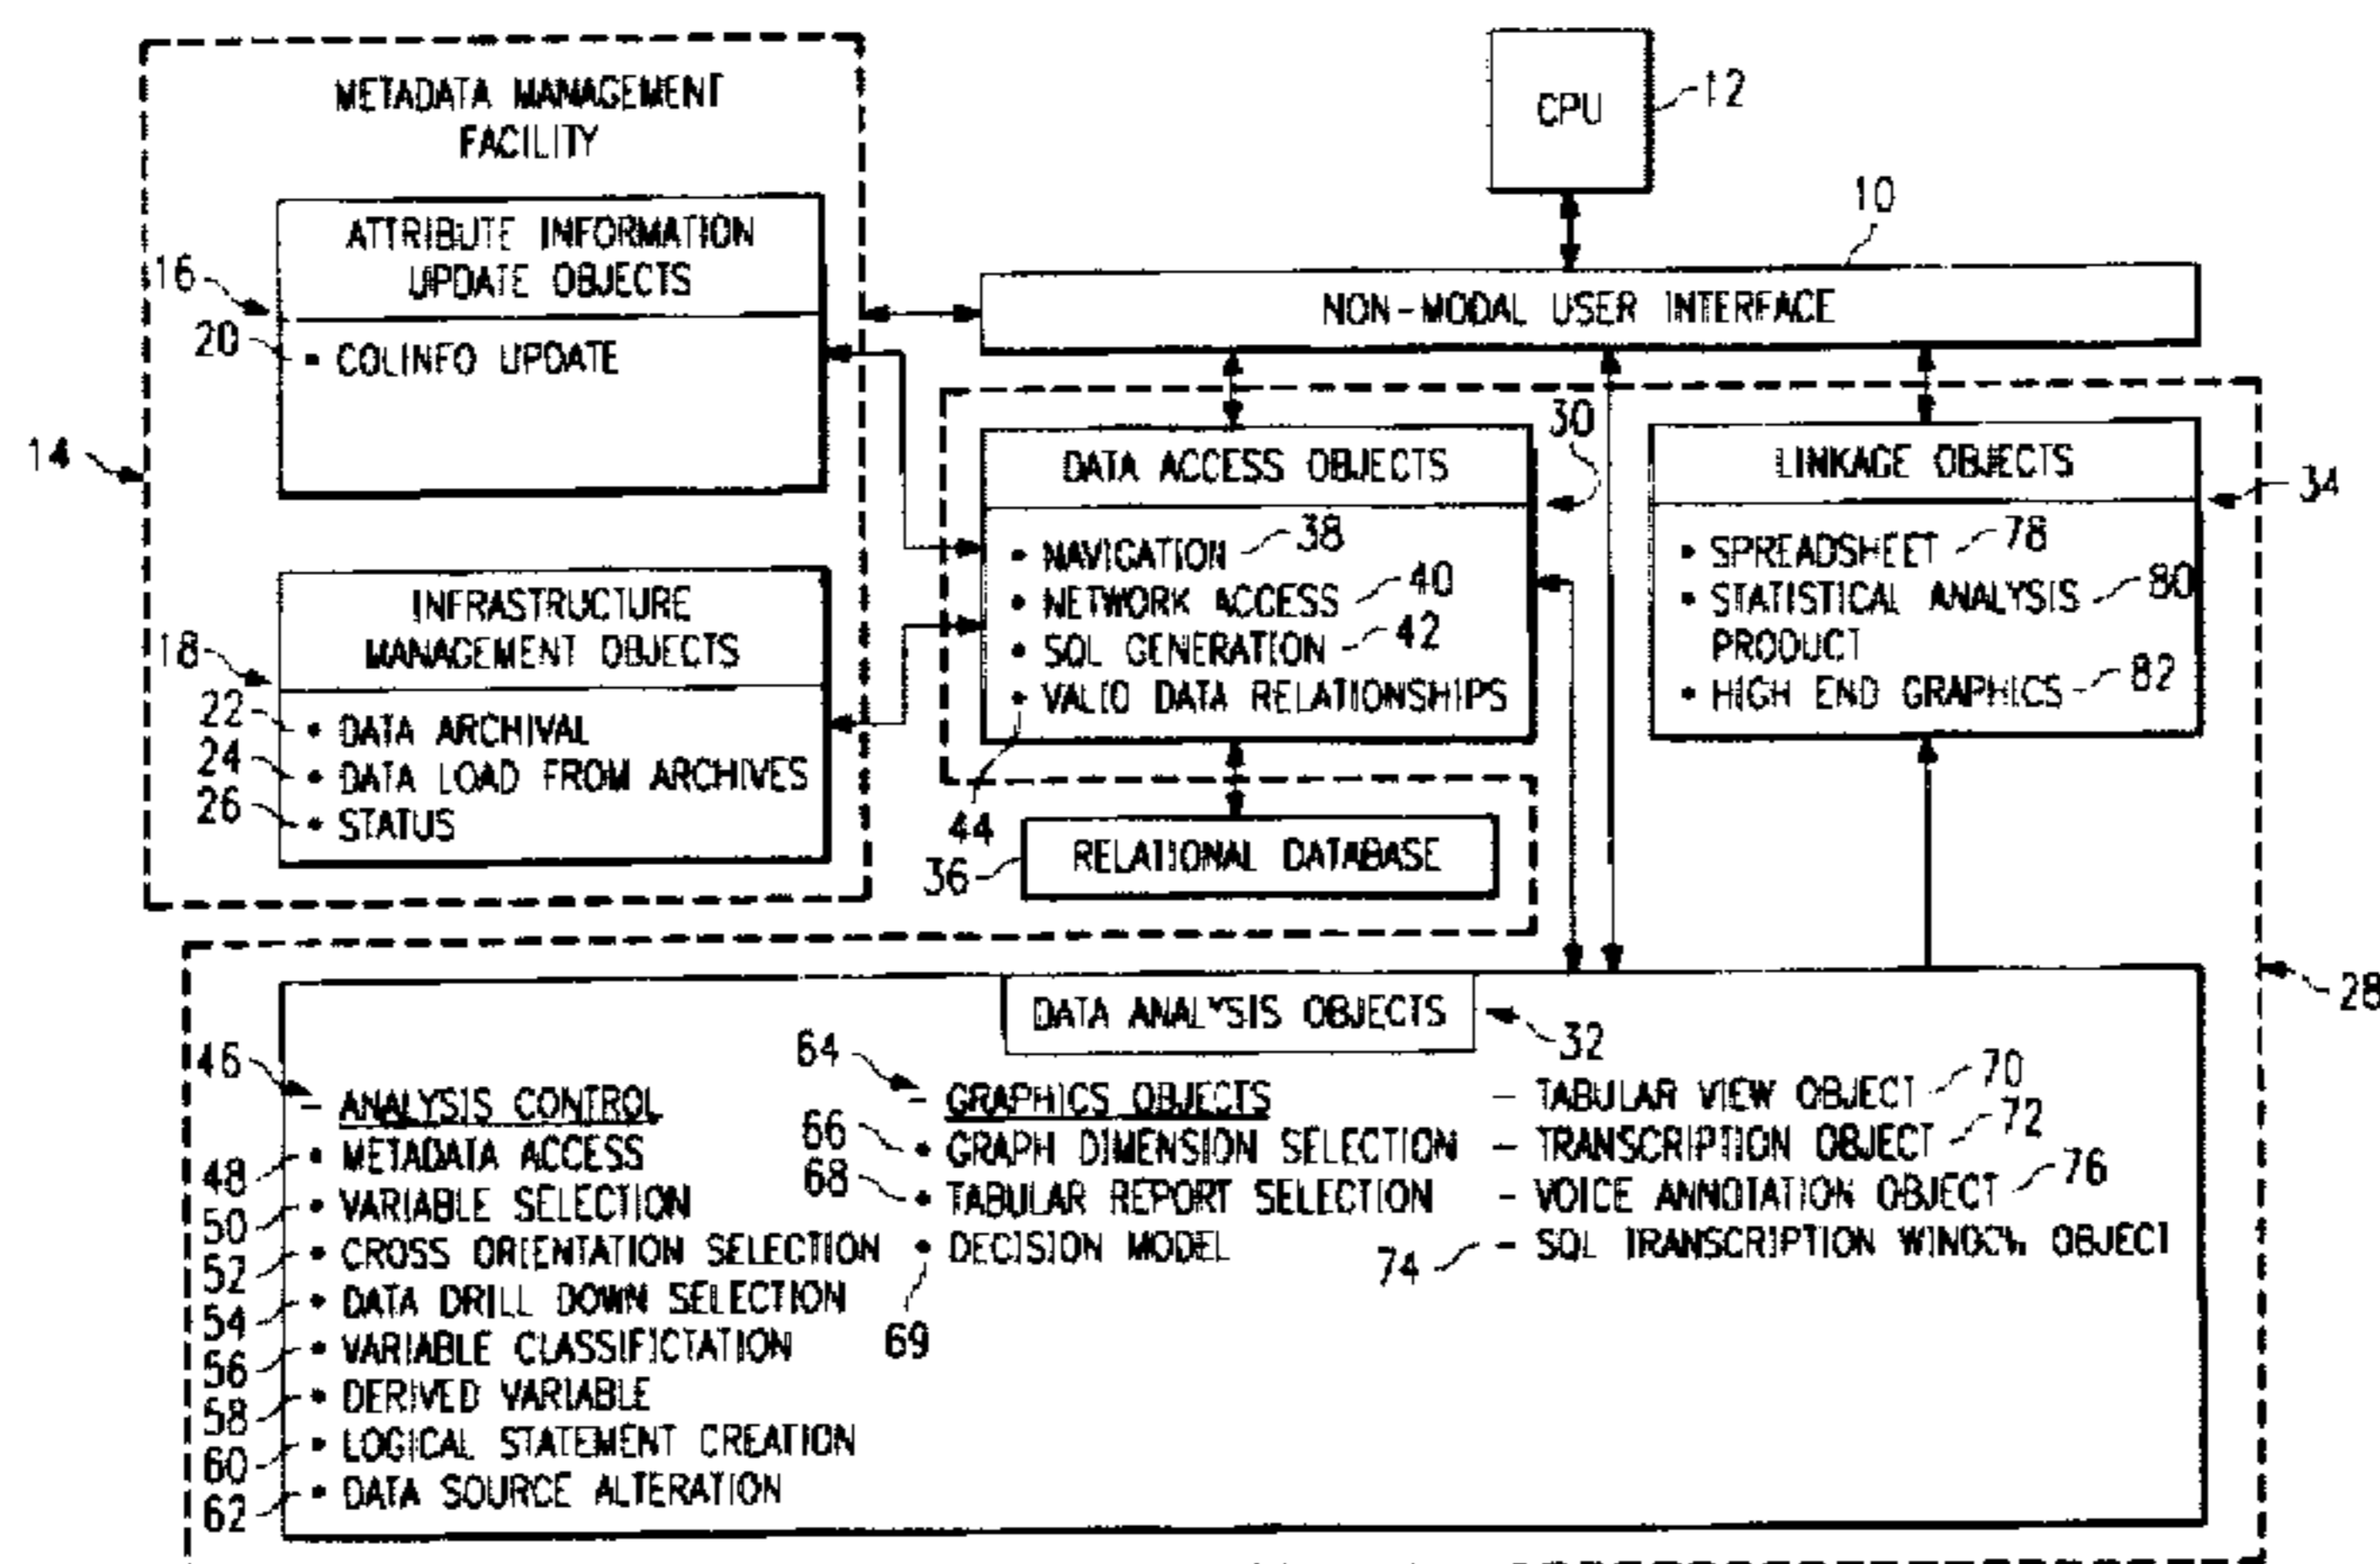 METADATA MANAGEMENT
FACILITY
ATTRIBUTE INFORMATION
UPDATE OBJECTS
16
20
• COLINFO UPDATE
14
INFRASTRUCTURE
MANAGEMENT OBJECTS
18
22
• DATA ARCHIVAL
24
• DATA LOAD FROM ARCHIVES
26
• STATUS
CPU
12
10
NON-MODAL USER INTERFACE
30
DATA ACCESS OBJECTS
• NAVIGATION 38
• NETWORK ACCESS 40
• SQL GENERATION 42
• VALID DATA RELATIONSHIPS
44
LINKAGE OBJECTS
34
• SPREADSHEET 78
• STATISTICAL ANALYSIS 80
PRODUCT
• HIGH END GRAPHICS 82
36
RELATIONAL DATABASE
28
DATA ANALYSIS OBJECTS
32
46
– ANALYSIS CONTROL
48 • METADATA ACCESS
50 • VARIABLE SELECTION
52 • CROSS ORIENTATION SELECTION
54 • DATA DRILL DOWN SELECTION
56 • VARIABLE CLASSIFICTATION
58 • DERIVED VARIABLE
60 • LOGICAL STATEMENT CREATION
62 • DATA SOURCE ALTERATION
64
– GRAPHICS OBJECTS
66 • GRAPH DIMENSION SELECTION
68 • TABULAR REPORT SELECTION
• DECISION MODEL
69
– TABULAR VIEW OBJECT 70
– TRANSCRIPTION OBJECT 72
– VOICE ANNOTATION OBJECT 76
74 – SQL TRANSCRIPTION WINDOW OBJECT